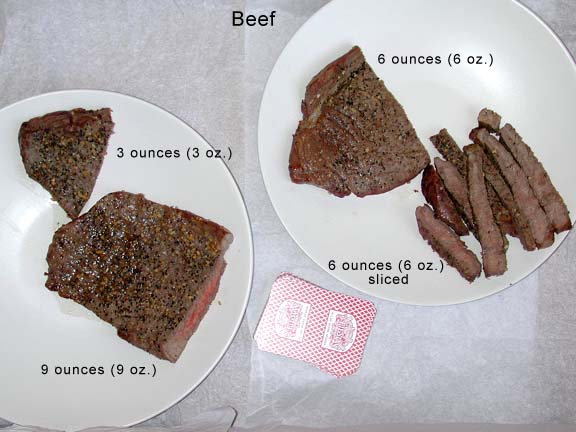 Beef
6 ounces (6 oz.)
3 ounces (3 oz.)
6 ounces (6 oz.)
sliced
9 ounces (9 oz.)